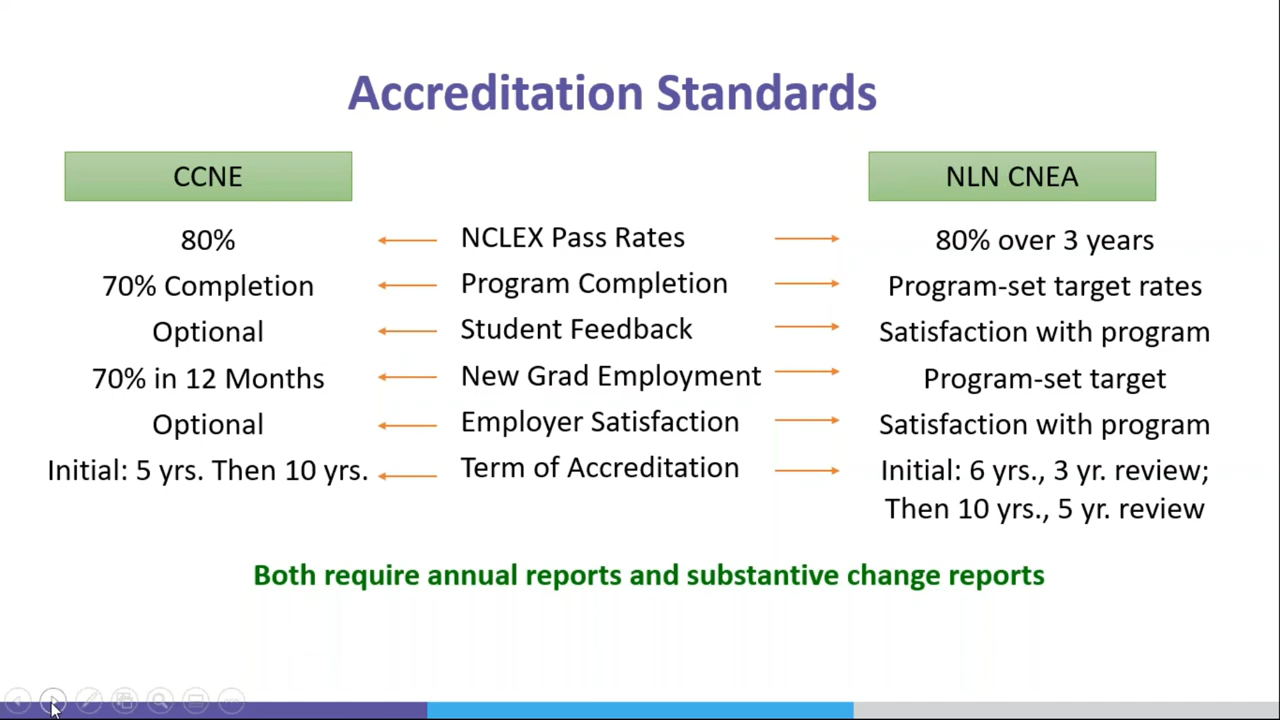 Accreditation Standards
CCNE
NLN CNEA
80%
NCLEX Pass Rates
80% over 3 years
70% Completion
Program Completion
Program-set target rates
Optional
Student Feedback
Satisfaction with program
70% in 12 Months
New Grad Employment
Program-set target
Optional
Employer Satisfaction
Satisfaction with program
Initial: 5 yrs. Then 10 yrs.
Term of Accreditation
Initial: 6 yrs., 3 yr. review;
Then 10 yrs., 5 yr. review
Both require annual reports and substantive change reports